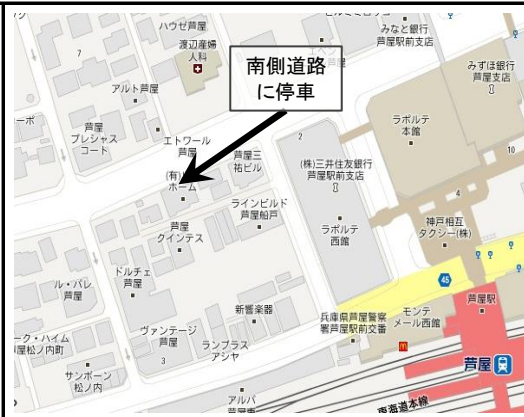 ハウゼ芦屋
7
渡辺産婦
人科
アルト芦屋
芦屋
プレシャス
コート
エトワール
芦屋
南側道路
に停車
みなと銀行
芦屋駅前支店
みずほ銀行
芦屋支店
ラポルテ
本館
10
2
4
芦屋三
祐ビル
(株)三井住友銀行
芦屋駅前支店
ホーム
ラインビルド
芦屋船戸
ラポルテ
西館
神戸相互
タクシー(株)
芦屋
クインテス
ドルチェ
芦屋
ル・パレ
芦屋
新響楽器
45
芦屋駅
兵庫県芦屋警察
署芦屋駅前交番
モンテ
メール西館
ヴァンテージ
芦屋
ランプラス
アシヤ
3
サンボーン
松ノ内
アルパ
芦屋
東海道本線